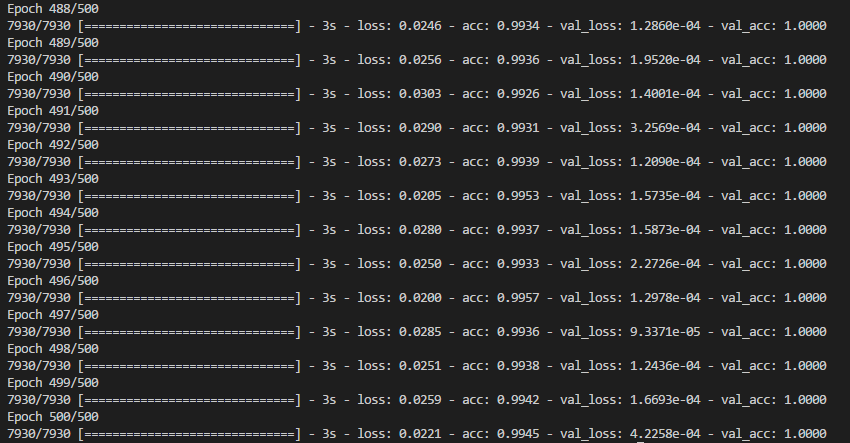 Epoch 488/500
7930/7930 [==============================] - 3s - loss: 0.0246 - acc: 0.9934 - val_loss: 1.2860e-04 - val_acc: 1.0000
Epoch 489/500
7930/7930 [==============================] - 3s - loss: 0.0256 - acc: 0.9936 - val_loss: 1.9520e-04 - val_acc: 1.0000
Epoch 490/500
7930/7930 [==============================] - 3s - loss: 0.0303 - acc: 0.9926 - val_loss: 1.4001e-04 - val_acc: 1.0000
Epoch 491/500
7930/7930 [==============================] - 3s - loss: 0.0290 - acc: 0.9931 - val_loss: 3.2569e-04 - val_acc: 1.0000
Epoch 492/500
7930/7930 [==============================] - 3s - loss: 0.0273 - acc: 0.9939 - val_loss: 1.2090e-04 - val_acc: 1.0000
Epoch 493/500
7930/7930 [==============================] - 3s - loss: 0.0205 - acc: 0.9953 - val_loss: 1.5735e-04 - val_acc: 1.0000
Epoch 494/500
7930/7930 [==============================] - 3s - loss: 0.0280 - acc: 0.9937 - val_loss: 1.5873e-04 - val_acc: 1.0000
Epoch 495/500
7930/7930 [==============================] - 3s - loss: 0.0250 - acc: 0.9933 - val_loss: 2.2726e-04 - val_acc: 1.0000
Epoch 496/500
7930/7930 [==============================] - 3s - loss: 0.0200 - acc: 0.9957 - val_loss: 1.2978e-04 - val_acc: 1.0000
Epoch 497/500
7930/7930 [==============================] - 3s - loss: 0.0285 - acc: 0.9936 - val_loss: 9.3371e-05 - val_acc: 1.0000
Epoch 498/500
7930/7930 [==============================] - 3s - loss: 0.0251 - acc: 0.9938 - val_loss: 1.2436e-04 - val_acc: 1.0000
Epoch 499/500
7930/7930 [==============================] - 3s - loss: 0.0259 - acc: 0.9942 - val_loss: 1.6693e-04 - val_acc: 1.0000
Epoch 500/500
7930/7930 [==============================] - 3s - loss: 0.0221 - acc: 0.9945 - val_loss: 4.2258e-04 - val_acc: 1.0000